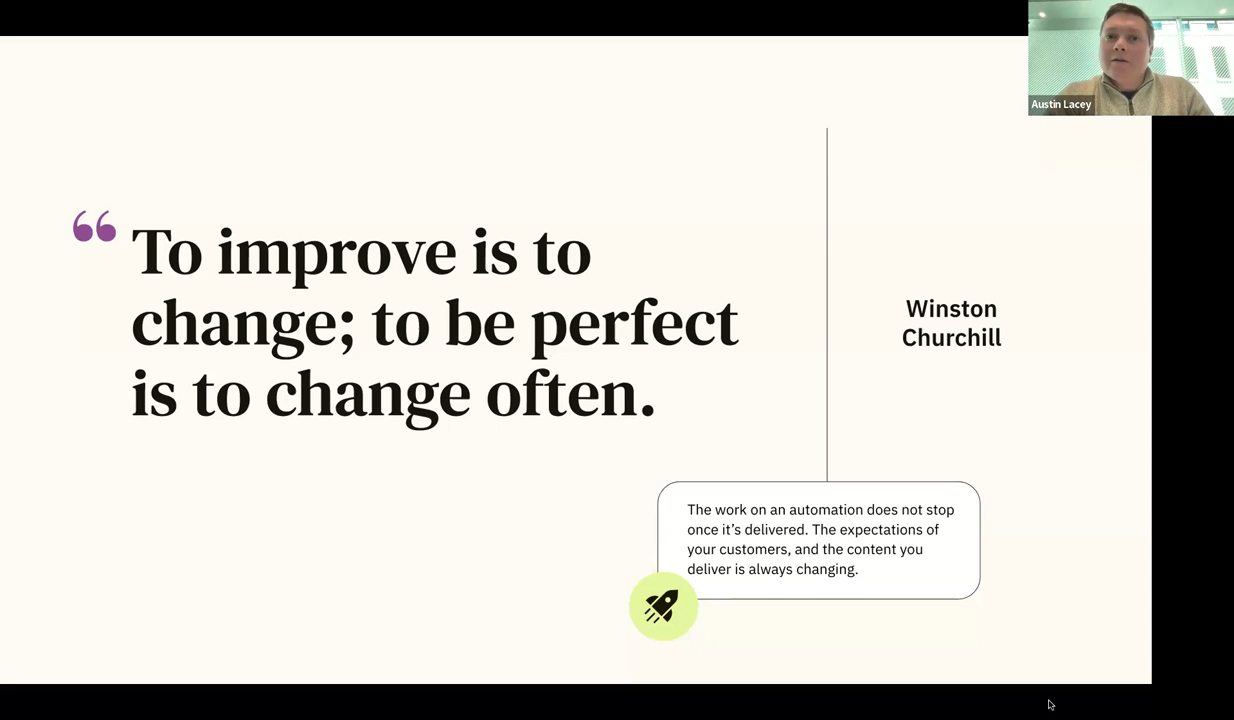 Austin Lacey
“To improve is to
change; to be perfect
is to change often.
Winston
Churchill
The work on an automation does not stop
once it’s delivered. The expectations of
your customers, and the content you
deliver is always changing.